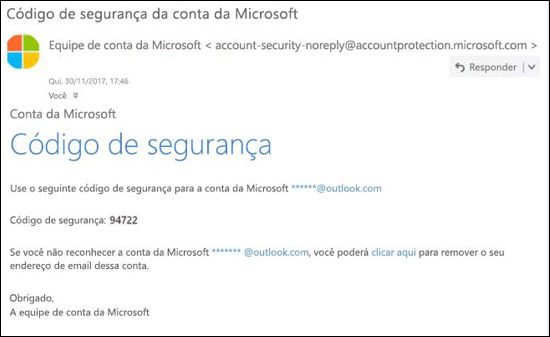 Código de segurança da conta da Microsoft
Equipe de conta da Microsoft < account-security-noreply@accountprotection.microsoft.com >
Responder
Qui, 30/11/2017, 17:46
Você
Conta da Microsoft
Código de segurança
Use o seguinte código de segurança para a conta da Microsoft ******@outlook.com
Código de segurança: 94722
Se você não reconhecer a conta da Microsoft ******* @outlook.com, você poderá clicar aqui para remover o seu
endereço de email dessa conta.
Obrigado,
A equipe de conta da Microsoft